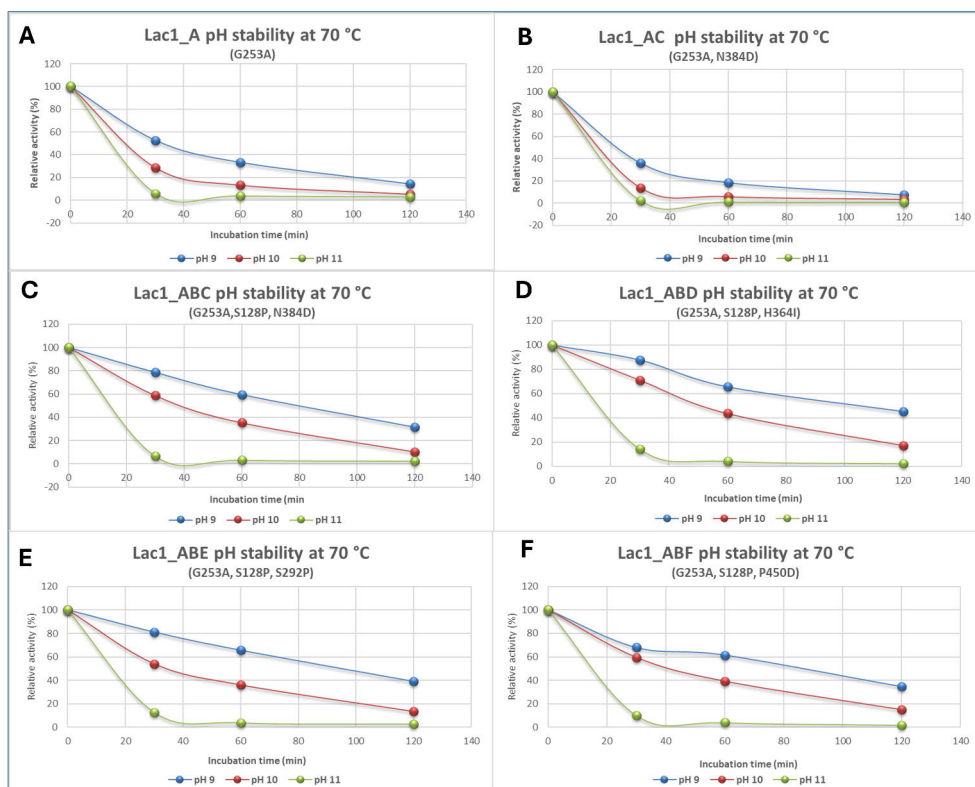 A
Lac1_A pH stability at 70 °C
(G253A)
Relative activity (%)
120
100
80
60
40
20
0
-20
0
20
40
60
80
100
120
140
Incubation time (min)
pH 9
pH 10
pH 11
B
Lac1_AC pH stability at 70 °C
(G253A, N384D)
Relative activity (%)
120
100
80
60
40
20
0
-20
0
20
40
60
80
100
120
140
Incubation time (min
pH 9
pH 10
pH 11
C
Lac1_ABC pH stability at 70 °C
(G253A,S128P, N384D)
Relative activity (%)
120
100
80
60
40
20
0
-20
0
20
40
60
80
100
120
140
Incubation time (min
pH 9
pH 10
pH 11
D
Lac1_ABD pH stability at 70 °C
(G253A, S128P, H364I)
Relative activity (%)
120
100
80
60
40
20
0
0
20
40
60
80
100
120
140
Incubation time (min
pH 9
pH 10
pH 11
E
Lac1_ABE pH stability at 70 °C
(G253A, S128P, S292P)
Relative activity (%)
120
100
80
60
40
20
0
0
20
40
60
80
100
120
140
Incubation time (min
pH 9
pH 10
pH 11
F
Lac1_ABF pH stability at 70 °C
(G253A, S128P, P450D)
Relative activity (%)
120
100
80
60
40
20
0
0
20
40
60
80
100
120
140
Incubation time (min
pH 9
pH 10
pH 11